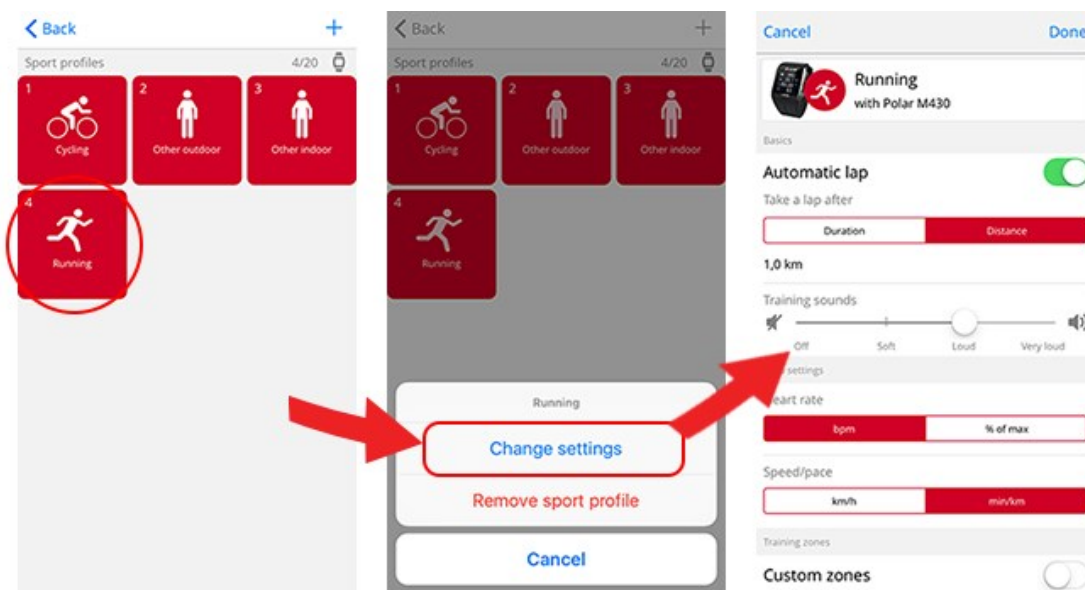 Back
+
Sport profiles 4/20
1
Cycling
2
Other outdoor
3
Other indoor
4
Running
Back
+
Sport profiles 4/20
1
Cycling
2
Other outdoor
3
Other indoor
4
Running
Running
Change settings
Remove sport profile
Cancel
Cancel Done
Running
with Polar M430
Basics
Automatic lap
Take a lap after
Duration Distance
1,0 km
Training sounds
Off Soft Loud Very loud
settings
eart rate
bpm % of max
Speed/pace
km/h min/km
Training zones
Custom zones